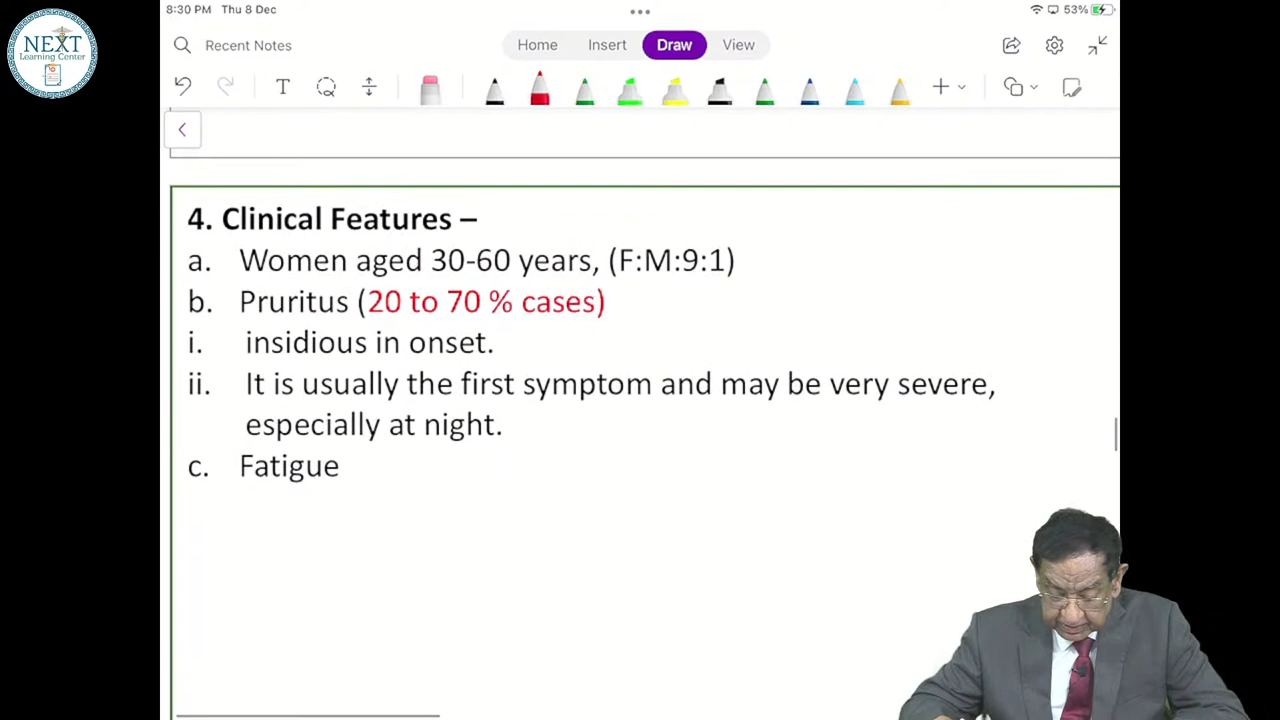 8:30 PM Thu 8 Dec
53%
NEXT
Learning Center
Recent Notes
Home Insert Draw View
T
4. Clinical Features –
a. Women aged 30-60 years, (F:M:9:1)
b. Pruritus (20 to 70 % cases)
i. insidious in onset.
ii. It is usually the first symptom and may be very severe,
especially at night.
c. Fatigue